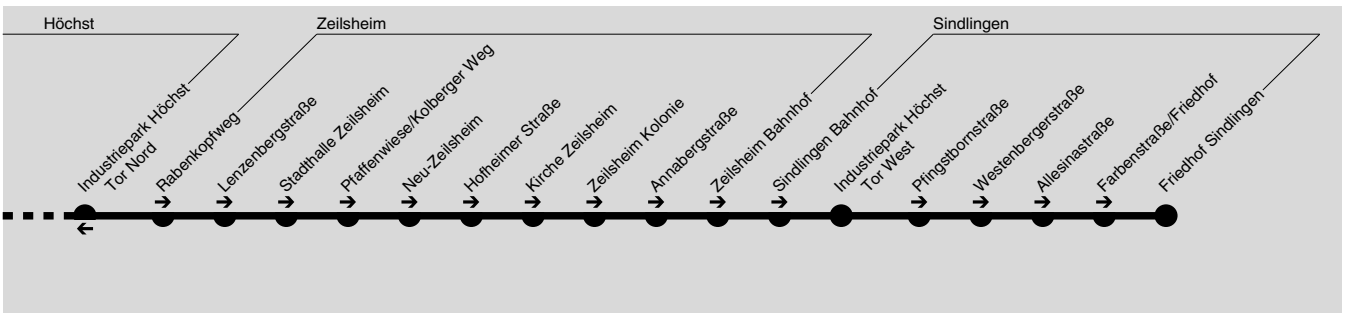 Höchst
Zeilsheim
Sindlingen
Industriepark Höchst
Tor Nord
Rabenkopfweg
Lenzenbergstraße
Stadthalle Zeilsheim
Pfaffenwiese/Kolberger Weg
Neu-Zeilsheim
Hofheimer Straße
Kirche Zeilsheim
Zeilsheim Kolonie
Annabergstraße
Zeilsheim Bahnhof
Sindlingen Bahnhof
Industriepark Höchst
Tor West
Pfingstbornstraße
Westenbergerstraße
Allesinastraße
Farbenstraße/Friedhof
Friedhof Sindlingen